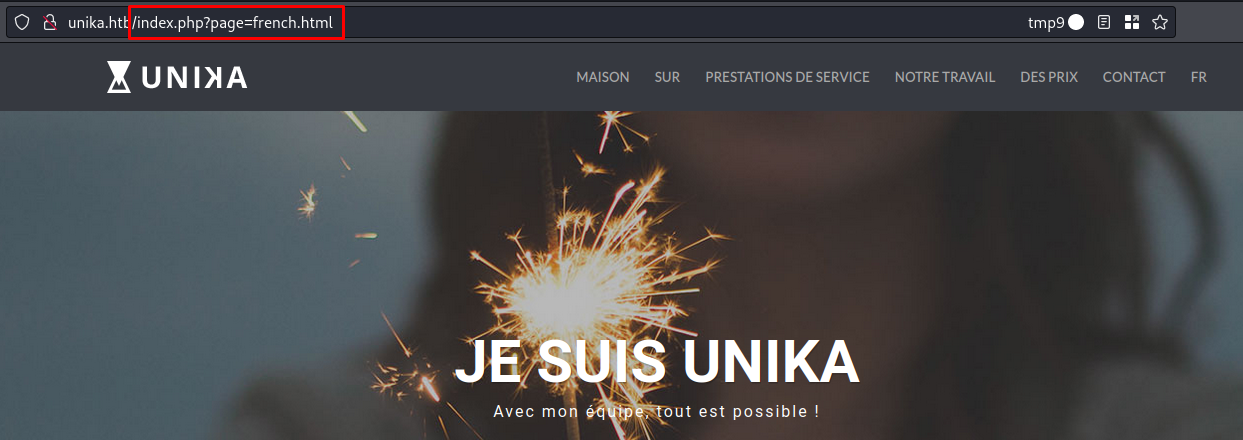 unika.htb/index.php?page=french.html tmp9
UNIKA MAISON SUR PRESTATIONS DE SERVICE NOTRE TRAVAIL DES PRIX CONTACT FR
JE SUIS UNIKA
Avec mon équipe, tout est possible !